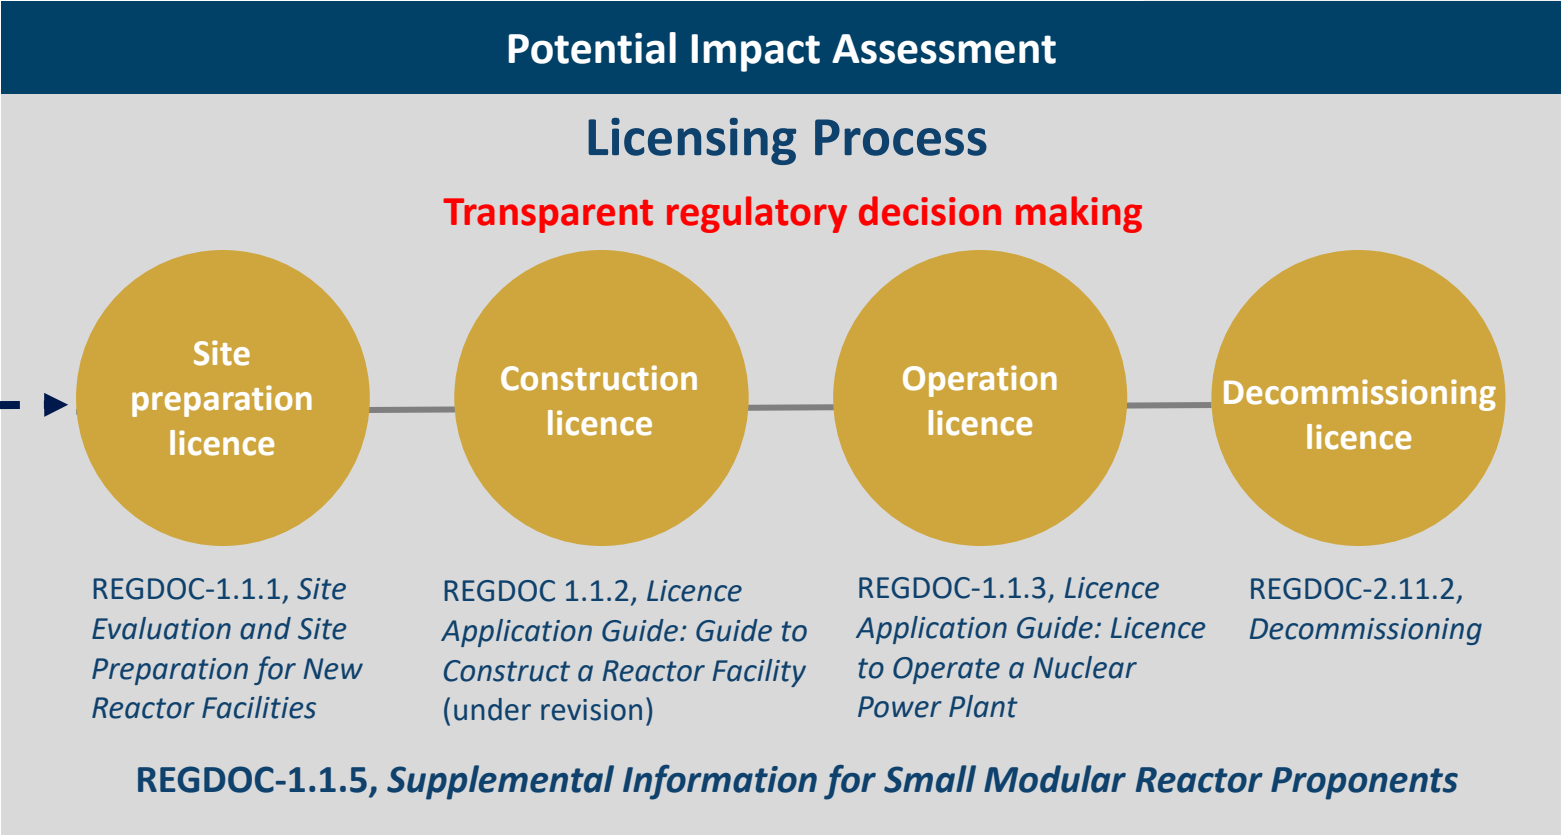 Potential Impact Assessment
Licensing Process
Transparent regulatory decision making
Site
preparation
licence
Construction
licence
Operation
licence
Decommissioning
licence
REGDOC-1.1.1, Site
Evaluation and Site
Preparation for New
Reactor Facilities
REGDOC 1.1.2, Licence
Application Guide: Guide to
Construct a Reactor Facility
(under revision)
REGDOC-1.1.3, Licence
Application Guide: Licence
to Operate a Nuclear
Power Plant
REGDOC-2.11.2,
Decommissioning
REGDOC-1.1.5, Supplemental Information for Small Modular Reactor Proponents